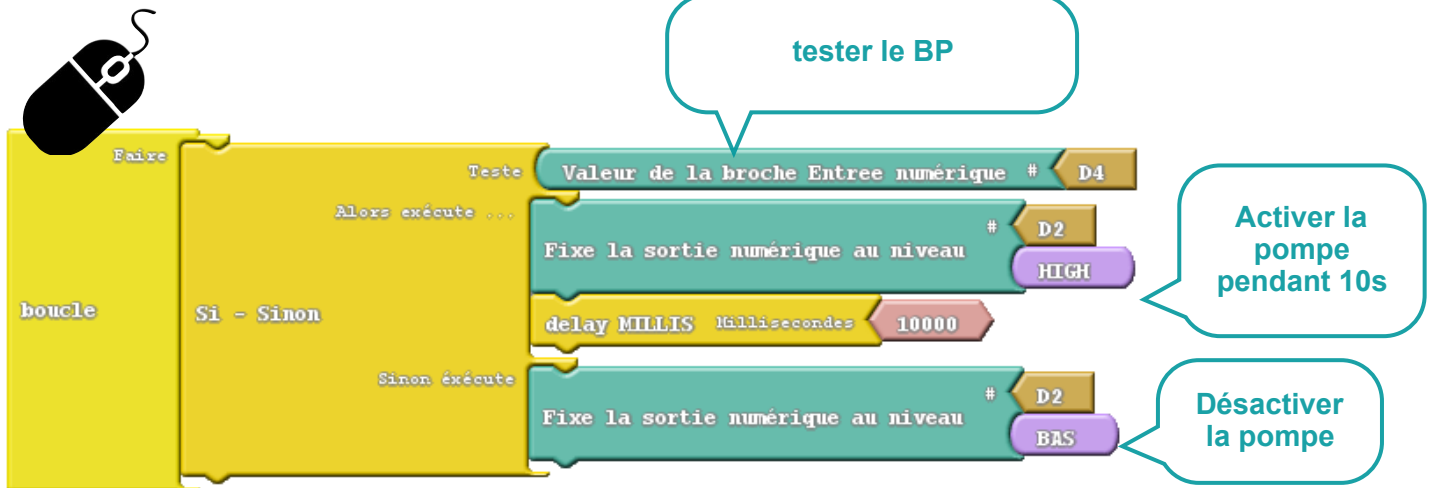 tester le BP
Faire
Teste
Valeur de la broche Entree numérique # D4
Alors exécute ...
Fixe la sortie numérique au niveau
# D2
HIGH
Activer la
pompe
pendant 10s
boucle
Si - Sinon
delay MILLIS Millisecondes 10000
Sinon éxécute
Fixe la sortie numérique au niveau
# D2
BAS
Désactiver
la pompe